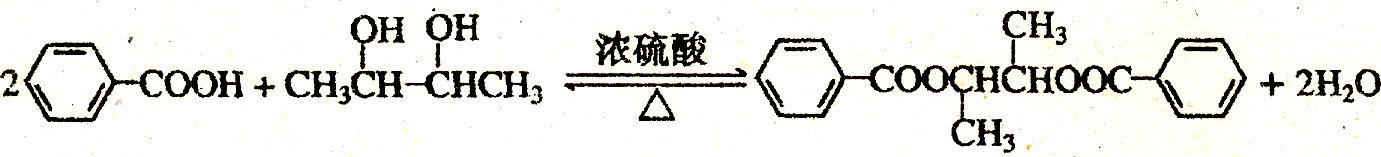 OH OH CH₃
2 COOH + CH₃CH-CHCH₃ 浓硫酸 COOCHCHOOC + 2H₂O
△ CH₃